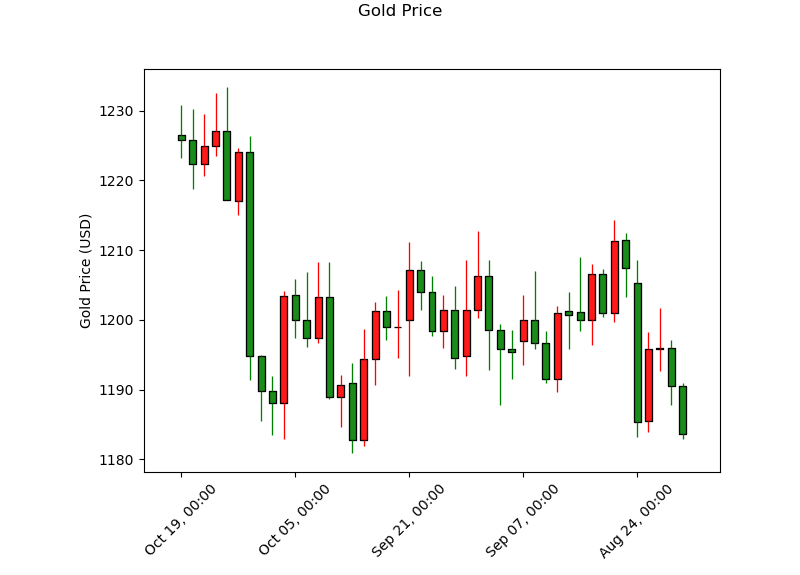 Gold Price
Gold Price (USD)
1230
1220
1210
1200
1190
1180
Oct 19, 00:00
Oct 05, 00:00
Sep 21, 00:00
Sep 07, 00:00
Aug 24, 00:00